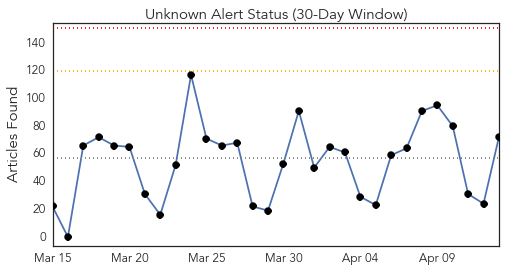 Unknown Alert Status (30-Day Window)
Articles Found
140
120
100
80
60
40
20
0
Mar 15 Mar 20 Mar 25 Mar 30 Apr 04 Apr 09